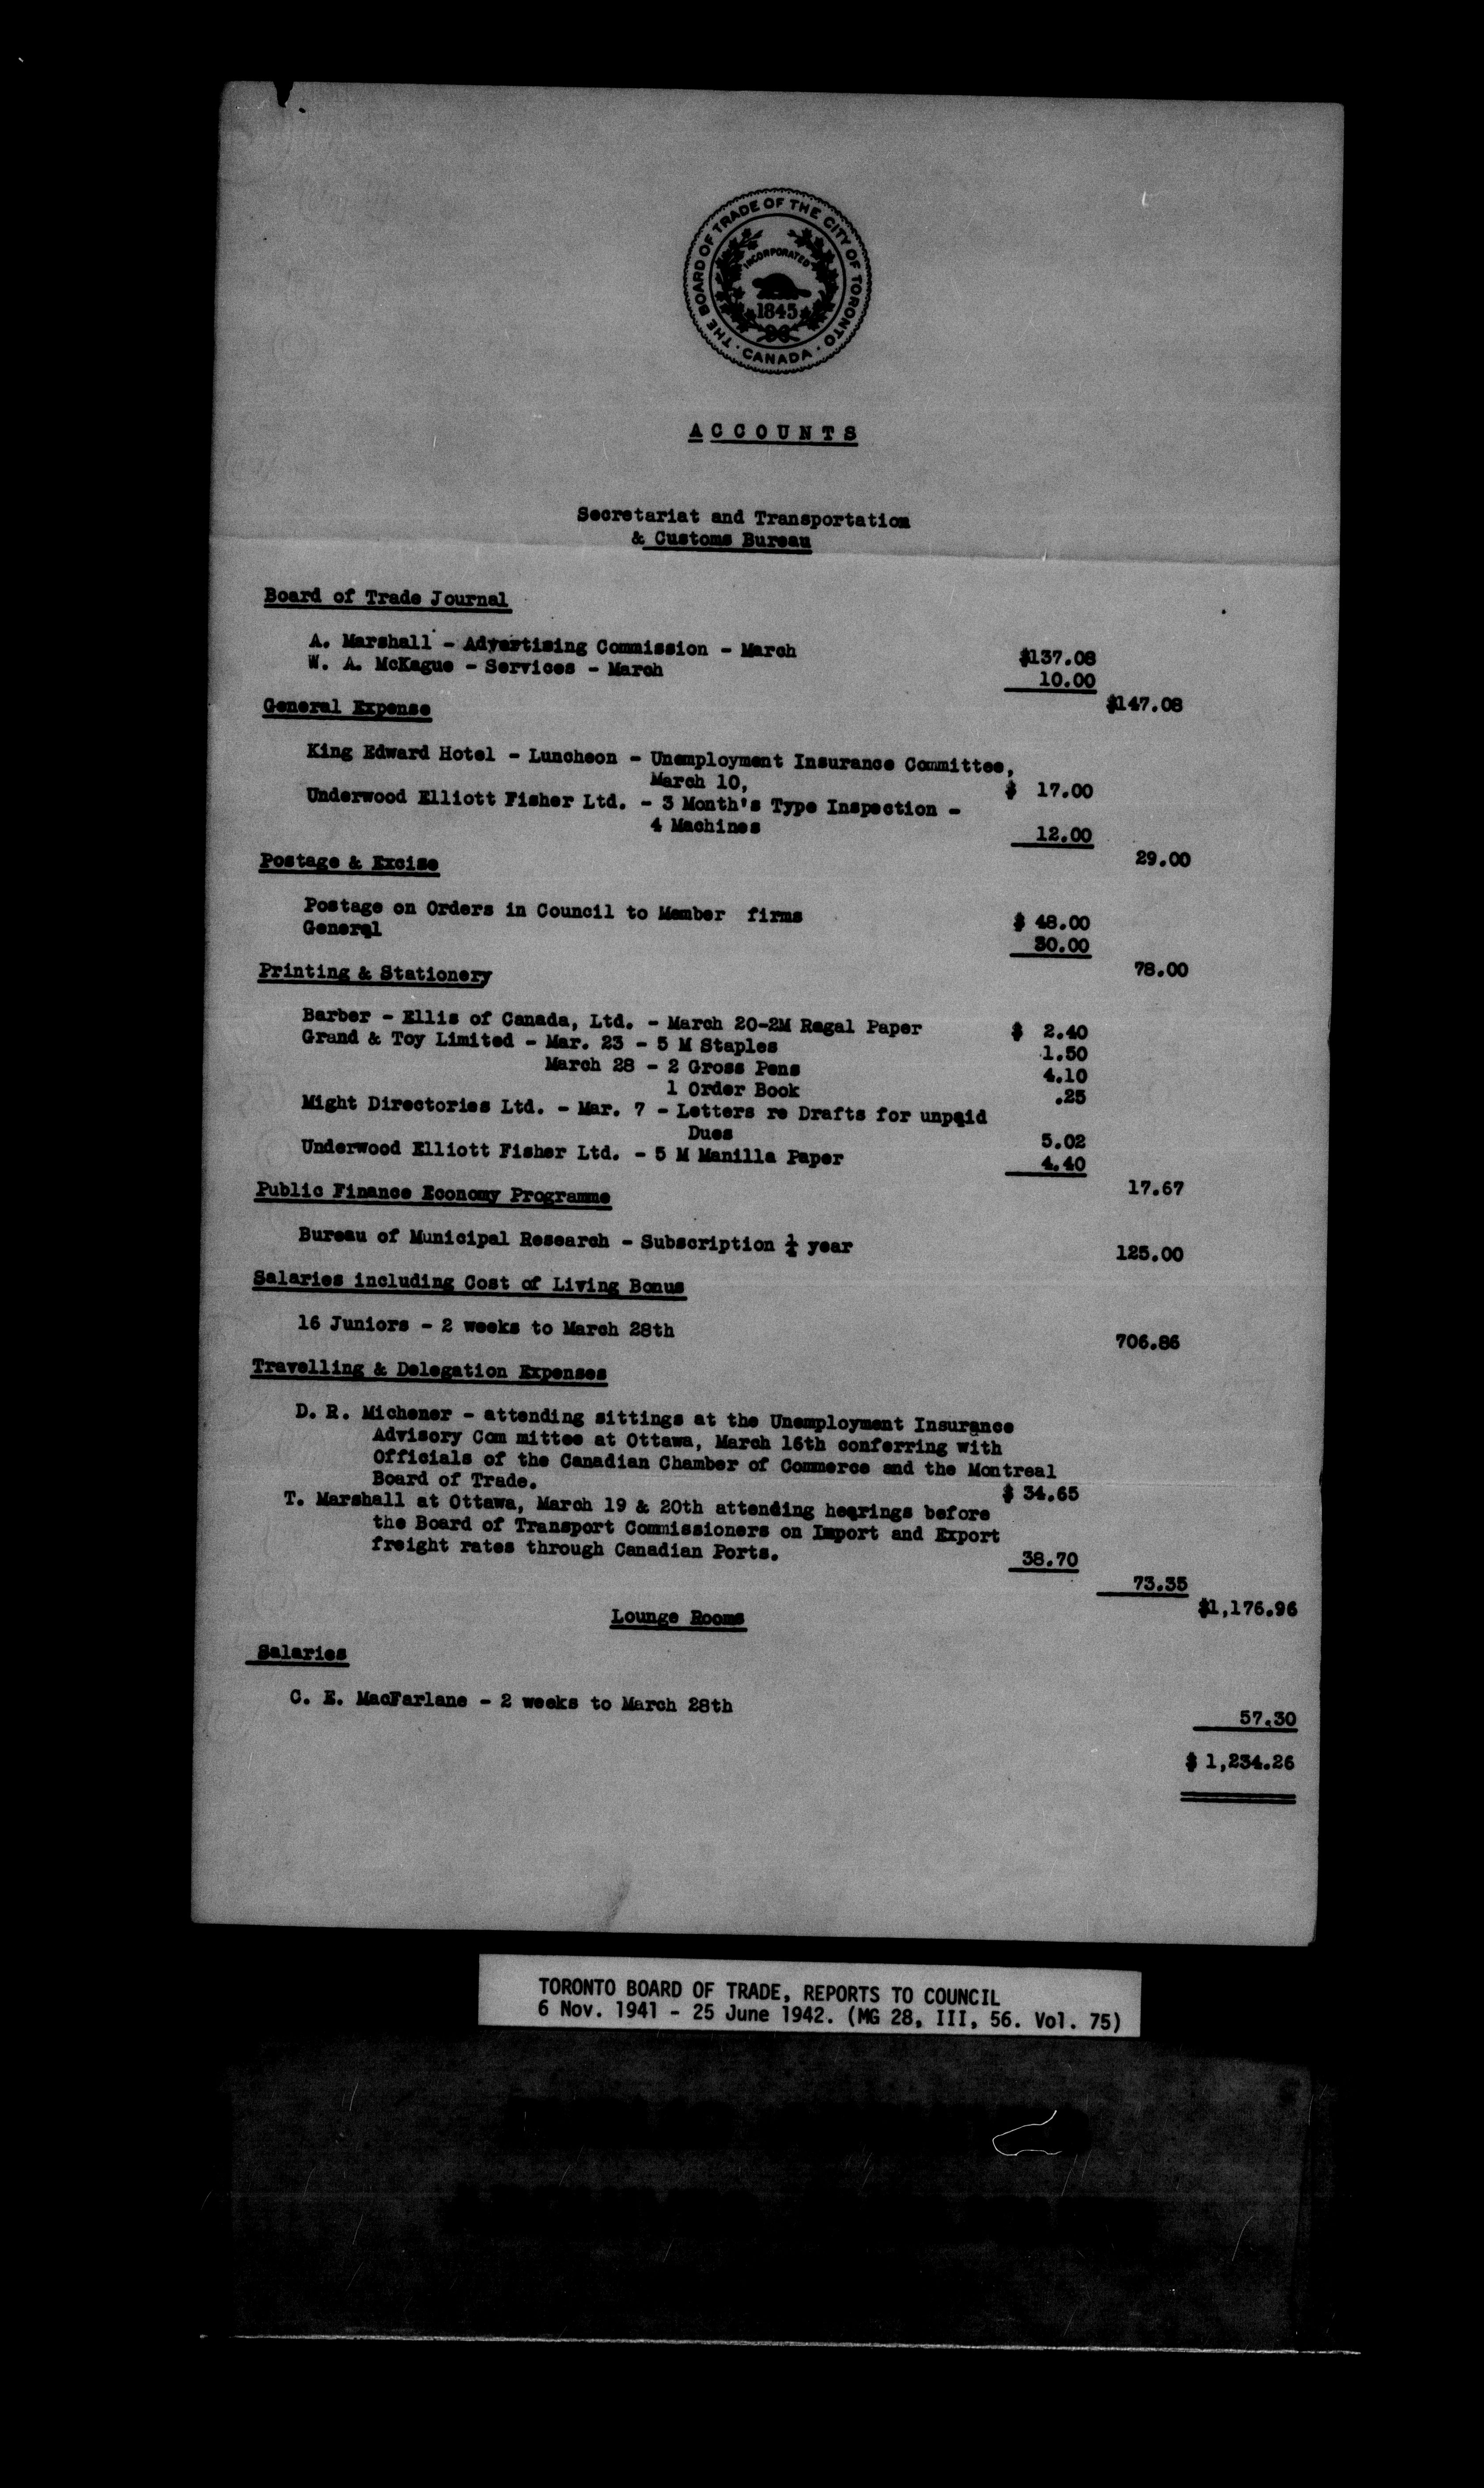 THE BOARD OF TRADE OF THE CITY OF TORONTO
INCORPORATED
1845
· CANADA ·
A C C O U N T S
Secretariat and Transportation
& Customs Bureau
Board of Trade Journal
A. Marshall - Advertising Commission - March $137.08
W. A. McKague - Services - March 10.00
$147.08
General Expense
King Edward Hotel - Luncheon - Unemployment Insurance Committee,
March 10, $ 17.00
Underwood Elliott Fisher Ltd. - 3 Month's Type Inspection -
4 Machines 12.00
29.00
Postage & Excise
Postage on Orders in Council to Member firms $ 48.00
General 30.00
78.00
Printing & Stationery
Barber - Ellis of Canada, Ltd. - March 20-2M Regal Paper $ 2.40
Grand & Toy Limited - Mar. 23 - 5 M Staples 1.50
March 28 - 2 Gross Pens 4.10
1 Order Book .25
Might Directories Ltd. - Mar. 7 - Letters re Drafts for unpaid
Dues 5.02
Underwood Elliott Fisher Ltd. - 5 M Manilla Paper 4.40
17.67
Public Finance Economy Programme
Bureau of Municipal Research - Subscription ¼ year 125.00
Salaries including Cost of Living Bonus
16 Juniors - 2 weeks to March 28th 706.86
Travelling & Delegation Expenses
D. R. Michener - attending sittings at the Unemployment Insurance
Advisory Com mittee at Ottawa, March 16th conferring with
Officials of the Canadian Chamber of Commerce and the Montreal
Board of Trade. $ 34.65
T. Marshall at Ottawa, March 19 & 20th attending hearings before
the Board of Transport Commissioners on Import and Export
freight rates through Canadian Ports. 38.70
73.35
$1,176.96
Lounge Rooms
Salaries
C. E. MacFarlane - 2 weeks to March 28th 57.30
$ 1,234.26
TORONTO BOARD OF TRADE, REPORTS TO COUNCIL
6 Nov. 1941 - 25 June 1942. (MG 28, III, 56. Vol. 75)